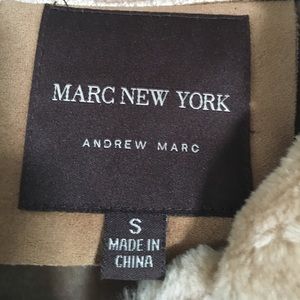 MARC NEW YORK
ANDREW MARC
S
MADE IN
CHINA